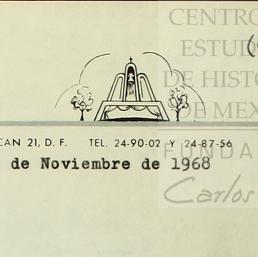 CENTRO
ESTUD
DE HISTO
DE MEX
CAN 21, D. F. TEL. 24-90-02 Y 24-87-56
de Noviembre de 1968
FUNDA
Carlos